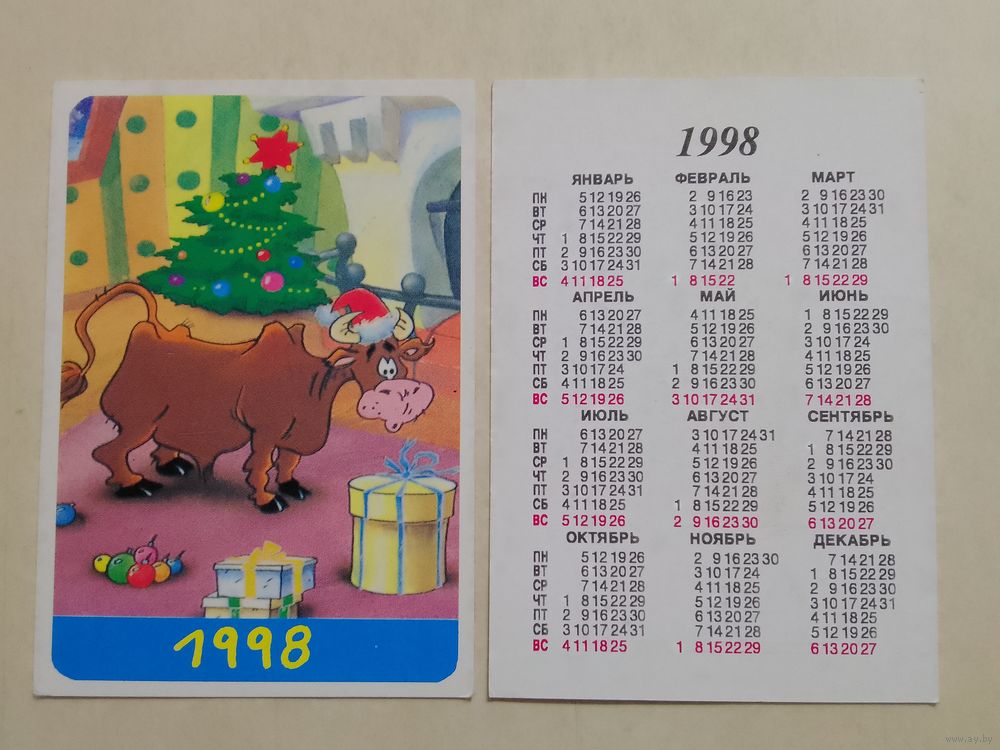 1998
1998
ЯНВАРЬ ФЕВРАЛЬ МАРТ
ПН 5 12 19 26 2 9 16 23 2 9 16 23 30
ВТ 6 13 20 27 3 10 17 24 3 10 17 24 31
СР 7 14 21 28 4 11 18 25 4 11 18 25
ЧТ 1 8 15 22 29 5 12 19 26 5 12 19 26
ПТ 2 9 16 23 30 6 13 20 27 6 13 20 27
СБ 3 10 17 24 31 7 14 21 28 7 14 21 28
ВС 4 11 18 25 1 8 15 22 1 8 15 22 29
АПРЕЛЬ МАЙ ИЮНЬ
ПН 6 13 20 27 4 11 18 25 1 8 15 22 29
ВТ 7 14 21 28 5 12 19 26 2 9 16 23 30
СР 1 8 15 22 29 6 13 20 27 3 10 17 24
ЧТ 2 9 16 23 30 7 14 21 28 4 11 18 25
ПТ 3 10 17 24 1 8 15 22 29 5 12 19 26
СБ 4 11 18 25 2 9 16 23 30 6 13 20 27
ВС 5 12 19 26 3 10 17 24 31 7 14 21 28
ИЮЛЬ АВГУСТ СЕНТЯБРЬ
ПН 6 13 20 27 3 10 17 24 31 7 14 21 28
ВТ 7 14 21 28 4 11 18 25 1 8 15 22 29
СР 1 8 15 22 29 5 12 19 26 2 9 16 23 30
ЧТ 2 9 16 23 30 6 13 20 27 3 10 17 24
ПТ 3 10 17 24 31 7 14 21 28 4 11 18 25
СБ 4 11 18 25 1 8 15 22 29 5 12 19 26
ВС 5 12 19 26 2 9 16 23 30 6 13 20 27
ОКТЯБРЬ НОЯБРЬ ДЕКАБРЬ
ПН 5 12 19 26 2 9 16 23 30 7 14 21 28
ВТ 6 13 20 27 3 10 17 24 1 8 15 22 29
СР 7 14 21 28 4 11 18 25 2 9 16 23 30
ЧТ 1 8 15 22 29 5 12 19 26 3 10 17 24 31
ПТ 2 9 16 23 30 6 13 20 27 4 11 18 25
СБ 3 10 17 24 31 7 14 21 28 5 12 19 26
ВС 4 11 18 25 1 8 15 22 29 6 13 20 27
www.ay.by